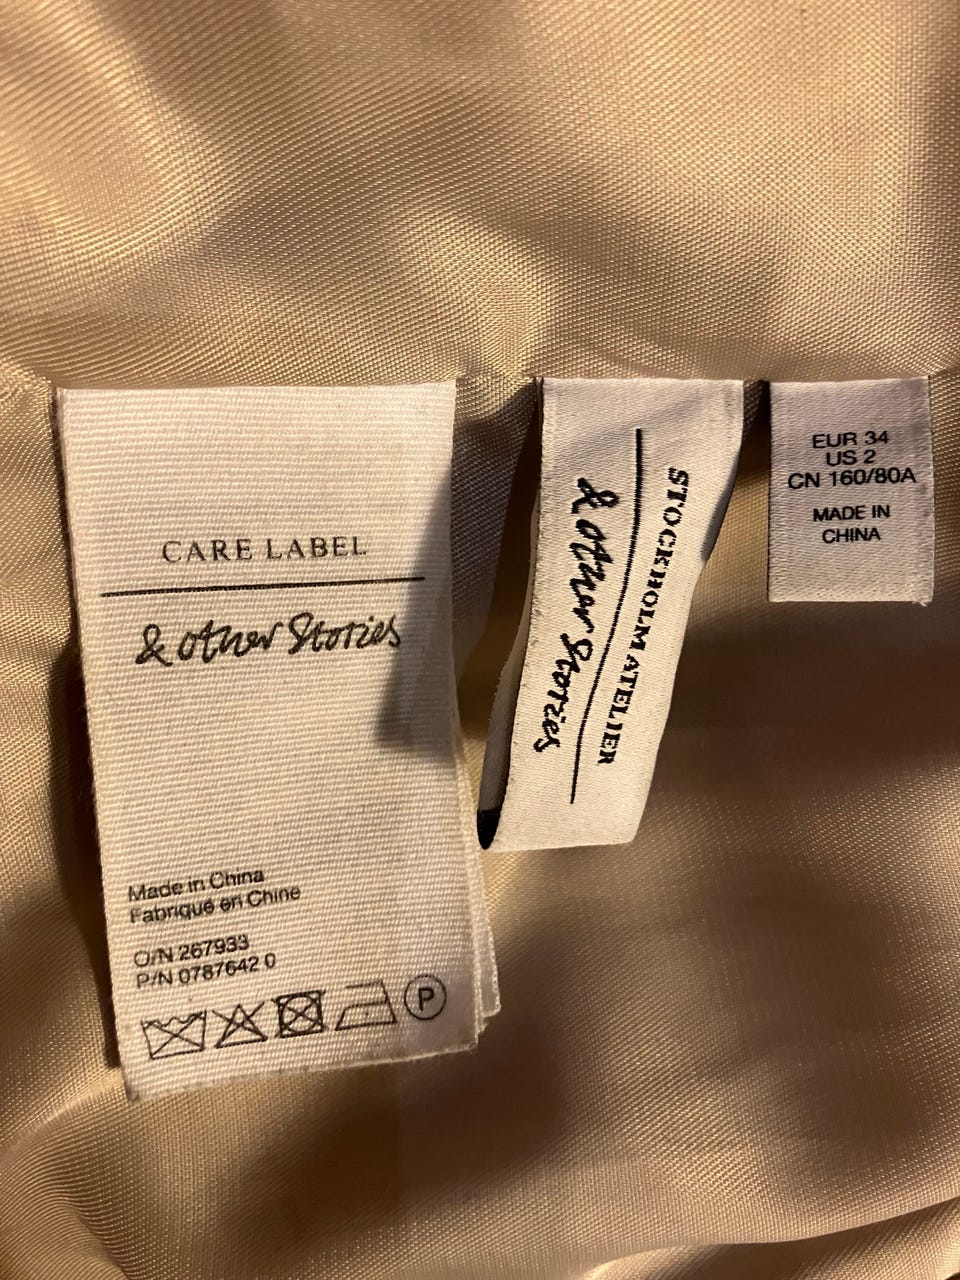 CARE LABEL
& other Stories
Made in China
Fabriqué en Chine
O/N 267933
P/N 0787642 0
P
STOCKHOLM ATELIER
& other Stories
EUR 34
US 2
CN 160/80A
MADE IN
CHINA